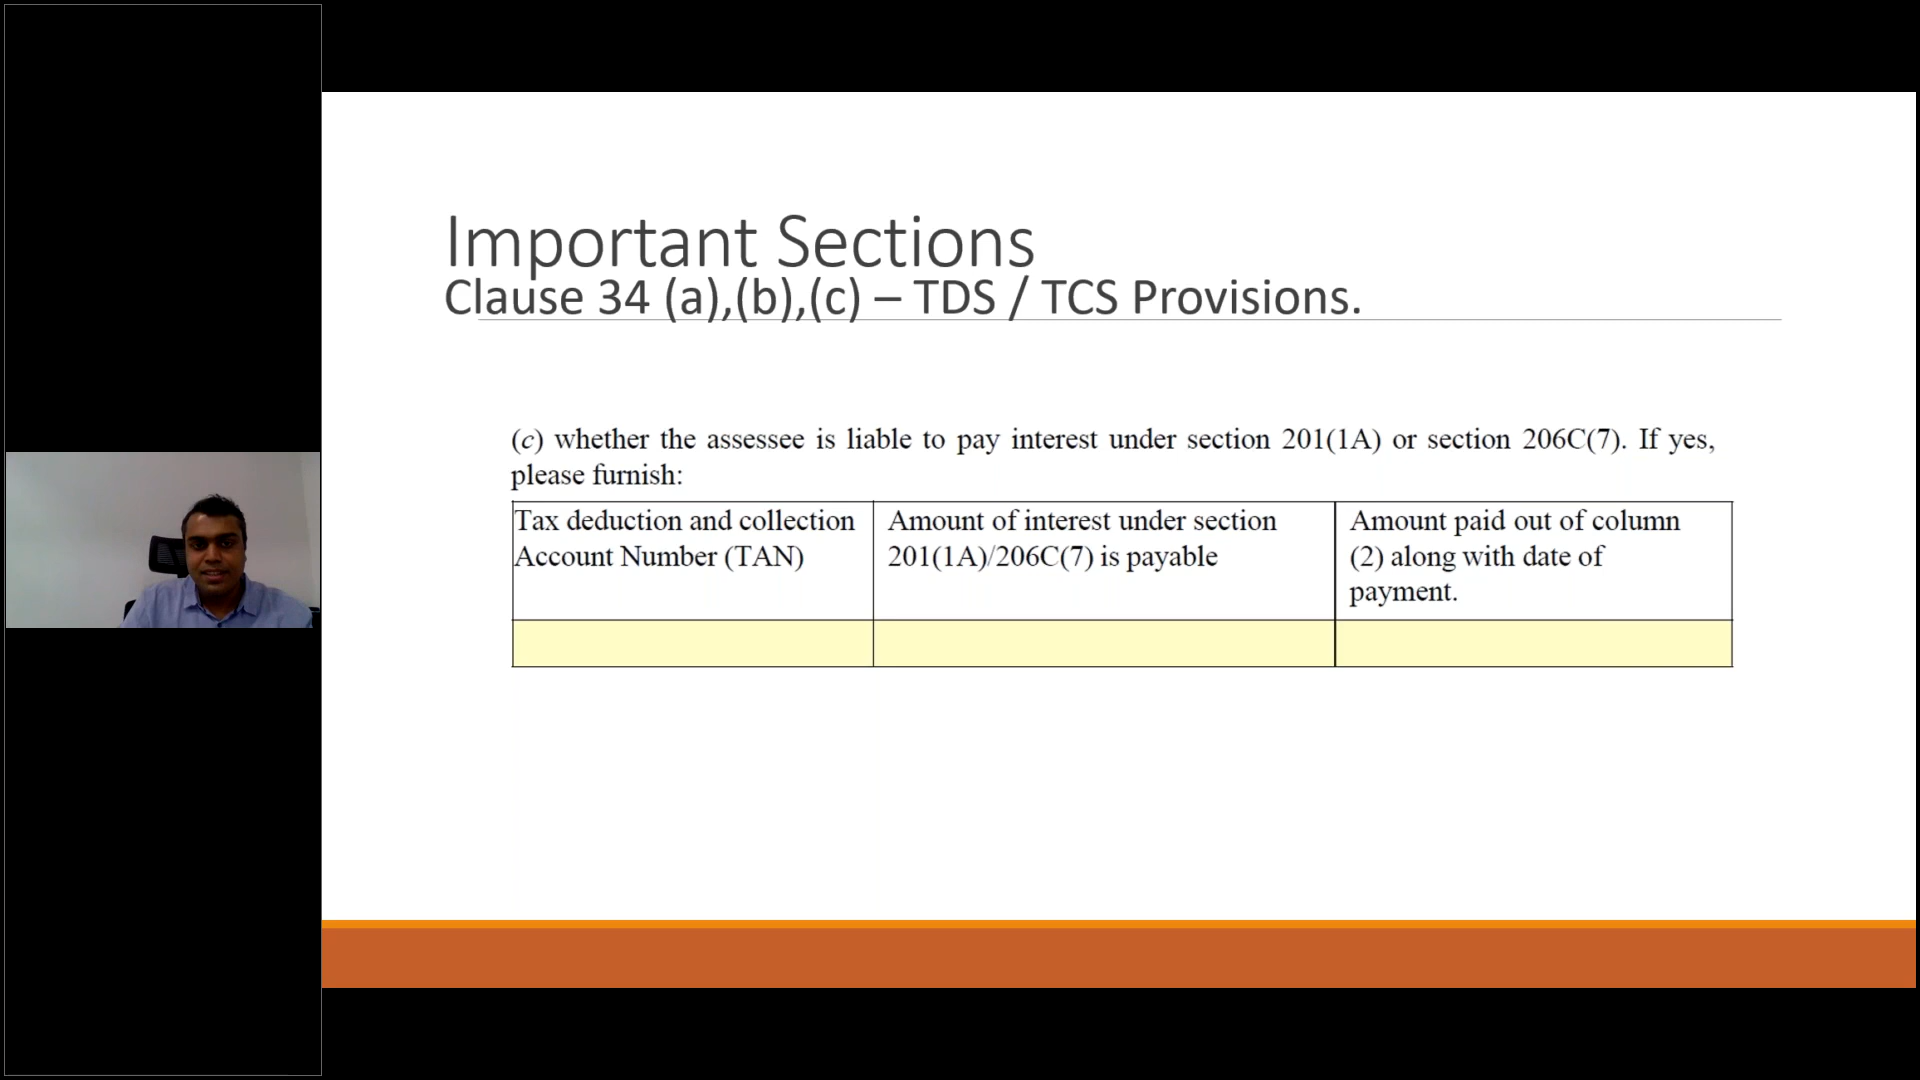 Important Sections
Clause 34 (a),(b),(c) – TDS / TCS Provisions.
(c) whether the assessee is liable to pay interest under section 201(1A) or section 206C(7). If yes,
please furnish:
Tax deduction and collection
Account Number (TAN)
Amount of interest under section
201(1A)/206C(7) is payable
Amount paid out of column
(2) along with date of
payment.